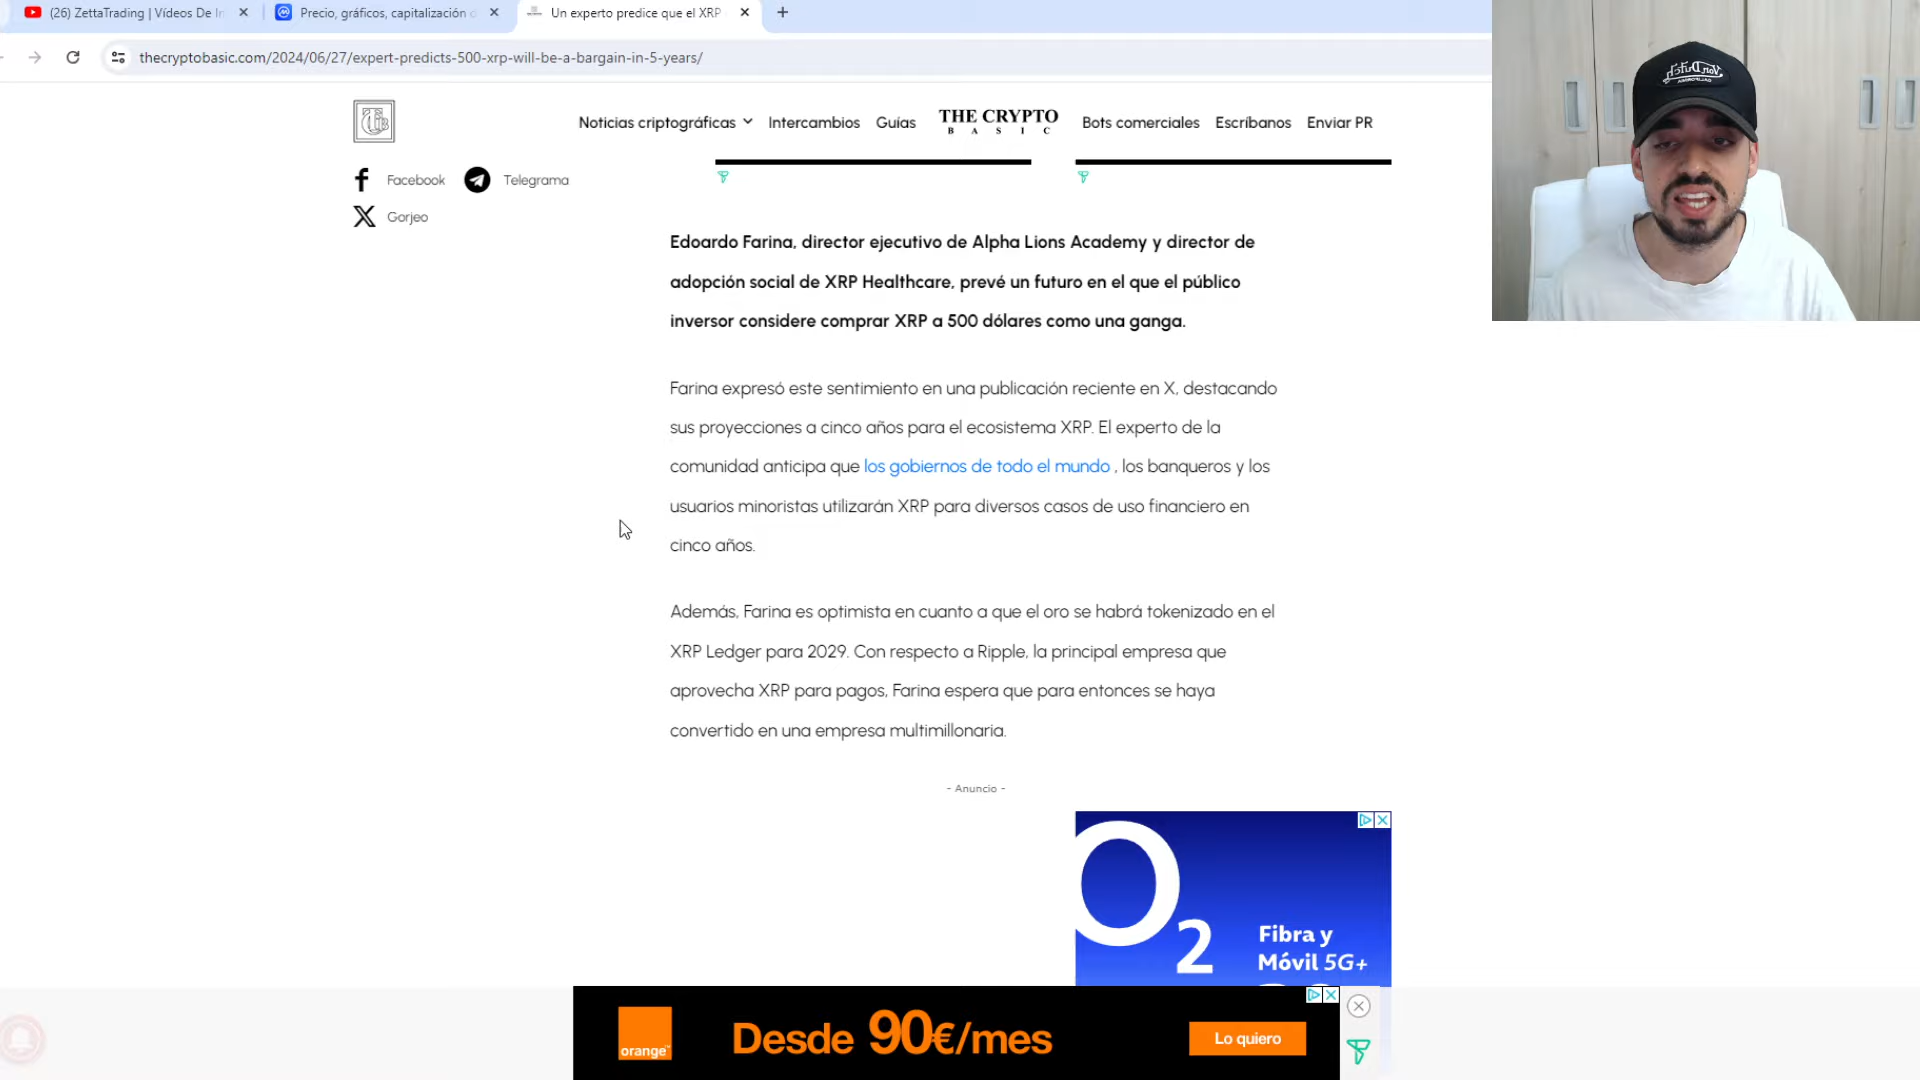 (26) ZettaTrading | Vídeos De In
Precio, gráficos, capitalización d
Un experto predice que el XRP
thecryptobasic.com/2024/06/27/expert-predicts-500-xrp-will-be-a-bargain-in-5-years/
Noticias criptográficas
Intercambios
Guías
THE CRYPTO
BASIC
Bots comerciales
Escríbanos
Enviar PR
Facebook
Telegrama
Gorjeo
Von Dutch
Edoardo Farina, director ejecutivo de Alpha Lions Academy y director de
adopción social de XRP Healthcare, prevé un futuro en el que el público
inversor considere comprar XRP a 500 dólares como una ganga.
Farina expresó este sentimiento en una publicación reciente en X, destacando
sus proyecciones a cinco años para el ecosistema XRP. El experto de la
comunidad anticipa que los gobiernos de todo el mundo , los banqueros y los
usuarios minoristas utilizarán XRP para diversos casos de uso financiero en
cinco años.
Además, Farina es optimista en cuanto a que el oro se habrá tokenizado en el
XRP Ledger para 2029. Con respecto a Ripple, la principal empresa que
aprovecha XRP para pagos, Farina espera que para entonces se haya
convertido en una empresa multimillonaria.
- Anuncio -
O2
Fibra y
Móvil 5G+
orange™
Desde 90€/mes
Lo quiero